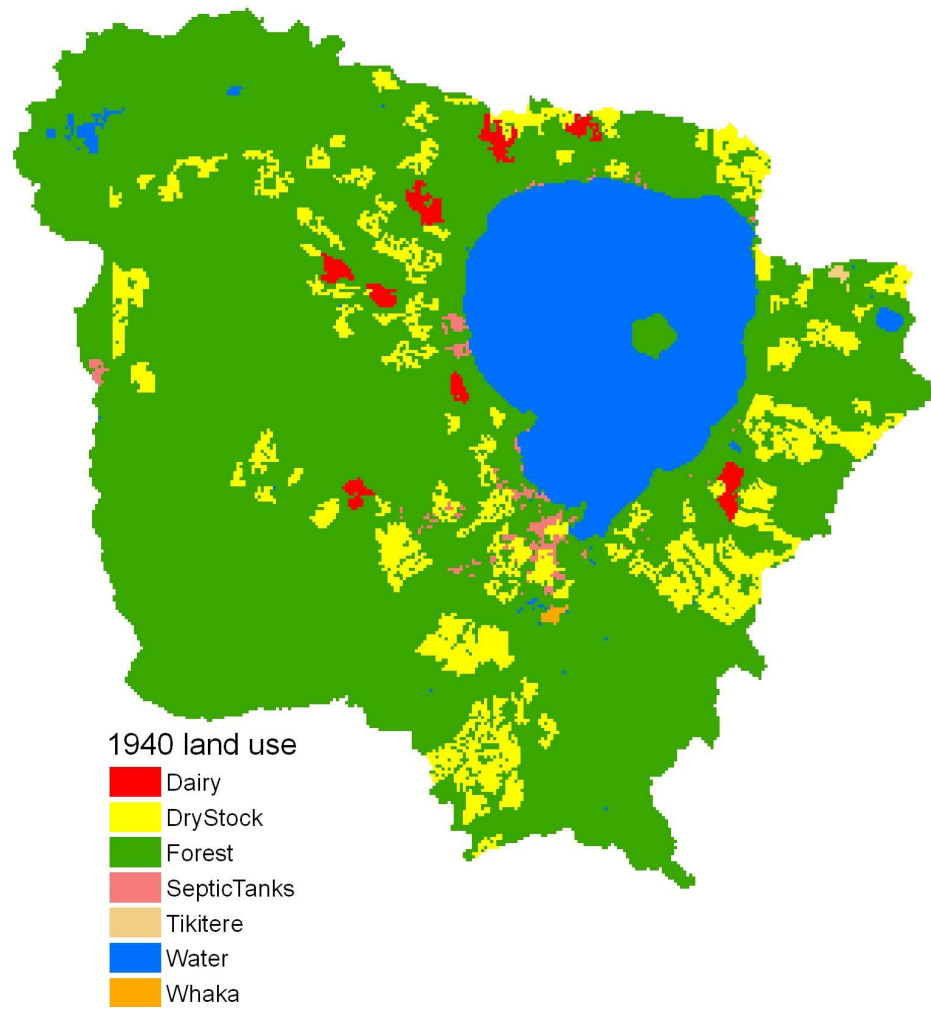 1940 land use
Dairy
DryStock
Forest
SepticTanks
Tikitere
Water
Whaka